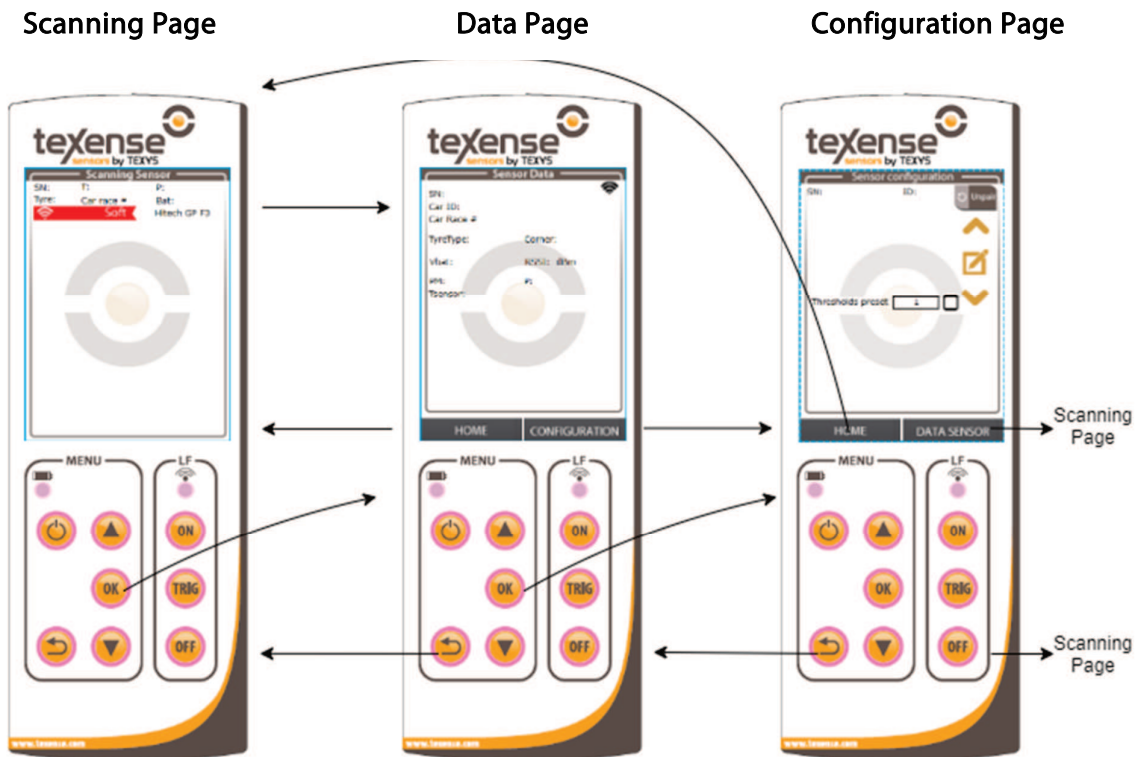 Scanning Page
Data Page
Configuration Page
texense
sensors by TEXYS
Scanning Sensor
SN: T: P:
Tyre: Car race # Bat:
Soft Hitech GP F3
MENU
LF
ON
OK
TRIG
OFF
www.texense.com
texense
sensors by TEXYS
Sensor Data
SN:
Car ID:
Car Race #
TyreType: Corner:
Vbat: RSSI: dBm
P:
Tsensor:
HOME CONFIGURATION
MENU
LF
ON
OK
TRIG
OFF
www.texense.com
texense
sensors by TEXYS
Sensor configuration
SN: ID:
Unpair
Thresholds preset 1
HOME DATA SENSOR
MENU
LF
ON
OK
TRIG
OFF
www.texense.com
Scanning
Page
Scanning
Page